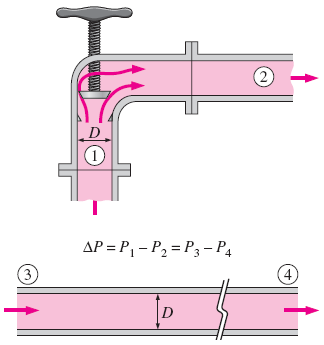 ②
D
①
ΔP = P₁ – P₂ = P₃ – P₄
③ ④
D